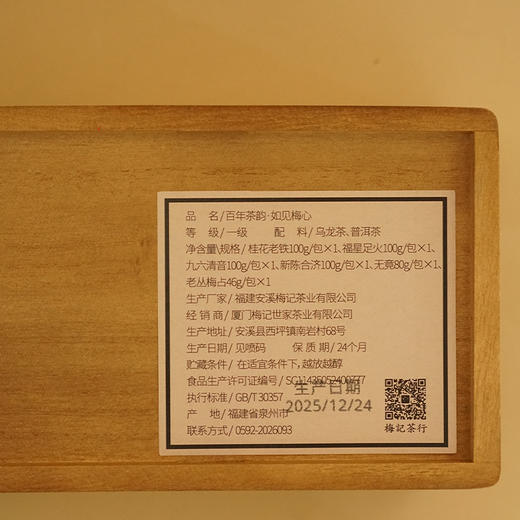 品 名/百年茶韵·如见梅心
等 级/一级 配 料/乌龙茶、普洱茶
净含量\规格/桂花老铁100g/包×1、福星足火100g/包×1、
九六清音100g/包×1、新陈合济100g/包×1、无竟80g/包×1、
老丛梅占46g/包×1
生产厂家/福建安溪梅记茶业有限公司
经 销 商/厦门梅记世家茶业有限公司
生产地址/安溪县西坪镇南岩村68号
生产日期/见喷码 保 质 期/24个月
贮藏条件/ 在适宜条件下,越放越醇
食品生产许可证编号/
生产日期
执行标准/GB/T30357
2025/12/24
产 地/福建省泉州市
联系方式/0592-2026093
梅記茶行